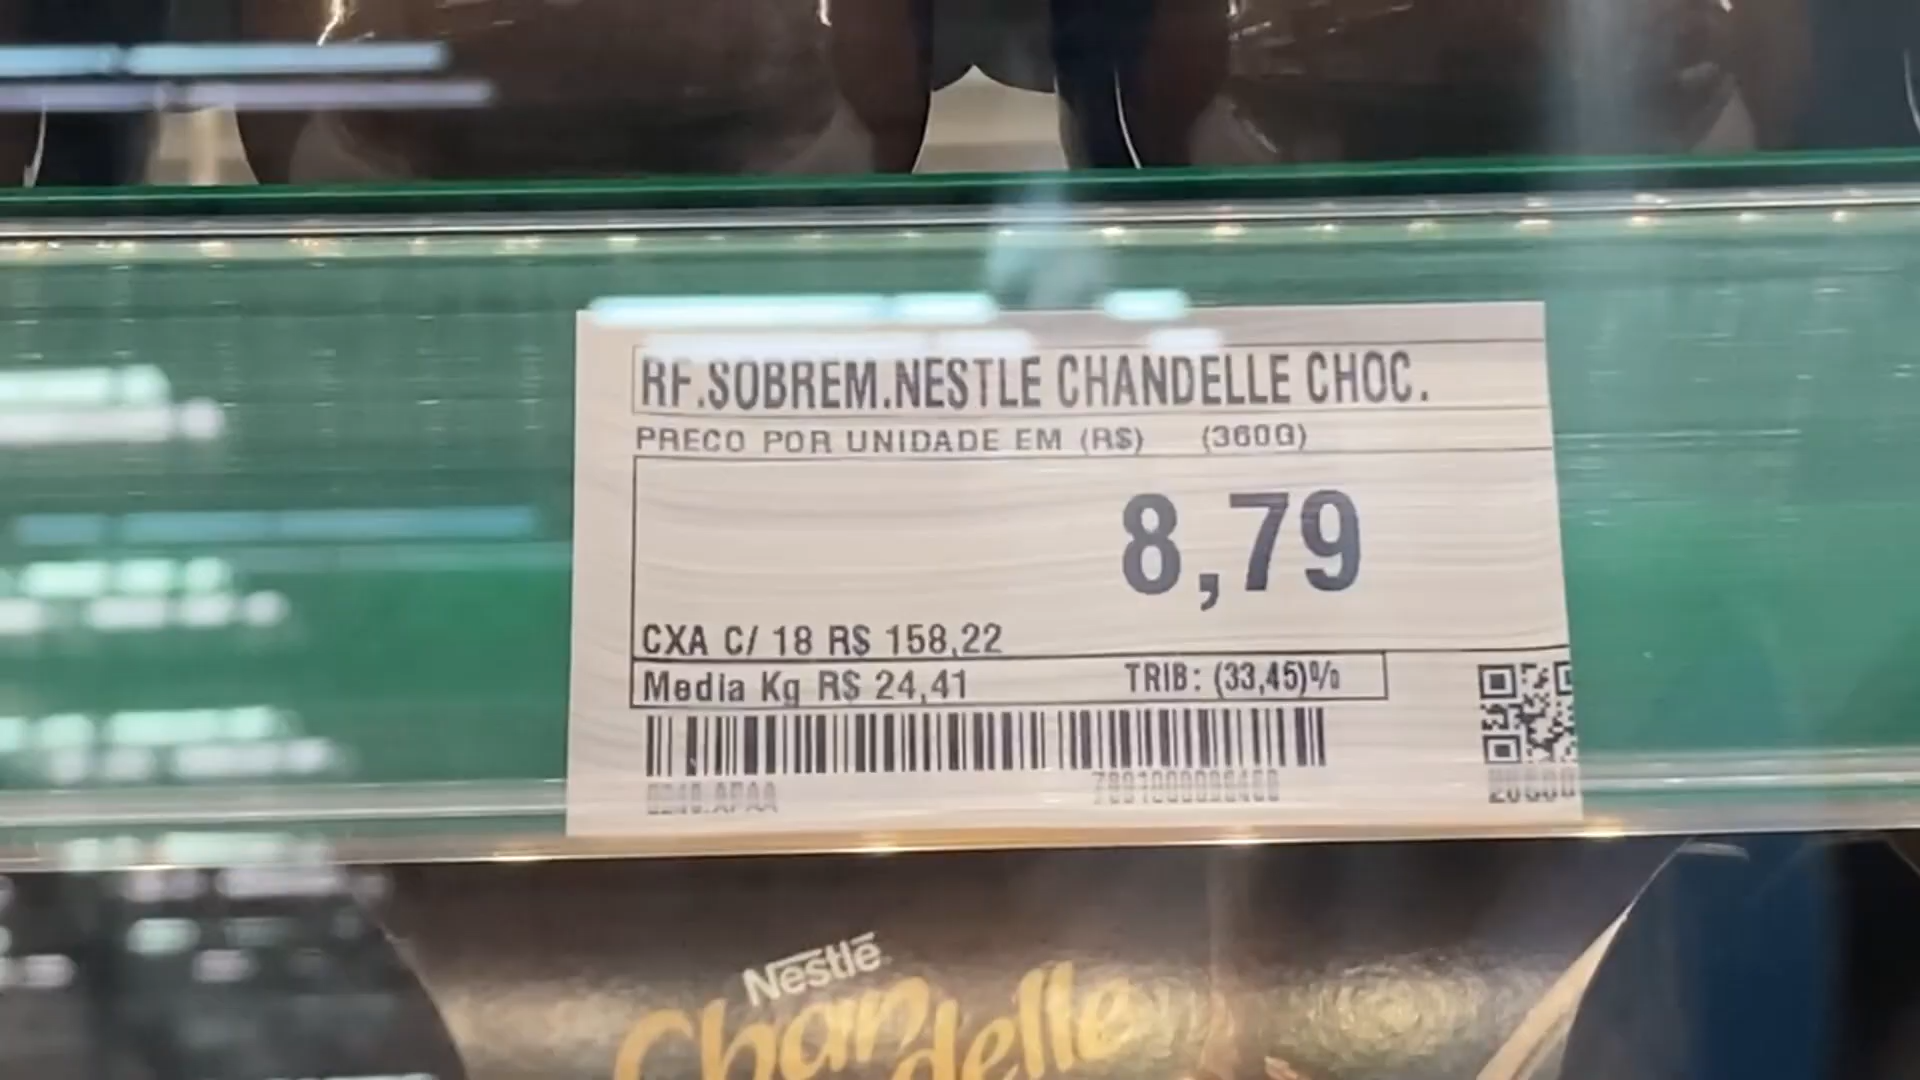 RF.SOBREM.NESTLE CHANDELLE CHOC.
PRECO POR UNIDADE EM (R$) (360G)
8,79
CXA C/ 18 R$ 158,22
Media Kg R$ 24,41 TRIB: (33,45)%
Nestlé
Chandelle